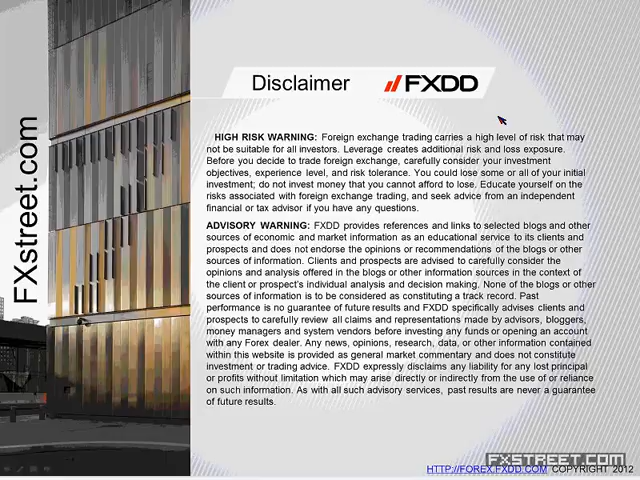 Disclaimer
FXDD
FXstreet.com
HIGH RISK WARNING: Foreign exchange trading carries a high level of risk that may
not be suitable for all investors. Leverage creates additional risk and loss exposure.
Before you decide to trade foreign exchange, carefully consider your investment
objectives, experience level, and risk tolerance. You could lose some or all of your initial
investment; do not invest money that you cannot afford to lose. Educate yourself on the
risks associated with foreign exchange trading, and seek advice from an independent
financial or tax advisor if you have any questions.
ADVISORY WARNING: FXDD provides references and links to selected blogs and other
sources of economic and market information as an educational service to its clients and
prospects and does not endorse the opinions or recommendations of the blogs or other
sources of information. Clients and prospects are advised to carefully consider the
opinions and analysis offered in the blogs or other information sources in the context of
the client or prospect's individual analysis and decision making. None of the blogs or other
sources of information is to be considered as constituting a track record. Past
performance is no guarantee of future results and FXDD specifically advises clients and
prospects to carefully review all claims and representations made by advisors, bloggers,
money managers and system vendors before investing any funds or opening an account
with any Forex dealer. Any news, opinions, research, data, or other information contained
within this website is provided as general market commentary and does not constitute
investment or trading advice. FXDD expressly disclaims any liability for any lost principal
or profits without limitation which may arise directly or indirectly from the use of or reliance
on such information. As with all such advisory services, past results are never a guarantee
of future results.
FXSTREET.COM
HTTP://FOREX.FXDD.COM COPYRIGHT 2012